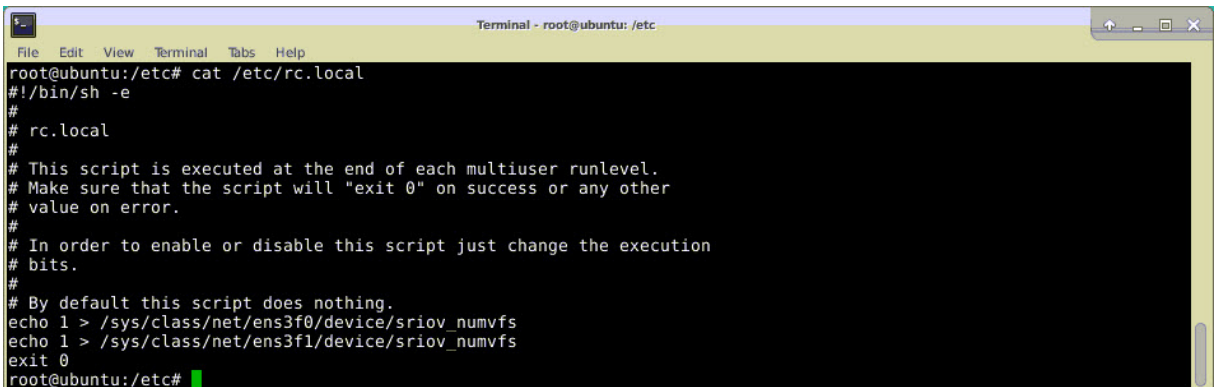 Terminal - root@ubuntu: /etc
File Edit View Terminal Tabs Help
root@ubuntu:/etc# cat /etc/rc.local
#!/bin/sh -e
#
# rc.local
#
# This script is executed at the end of each multiuser runlevel.
# Make sure that the script will "exit 0" on success or any other
# value on error.
#
# In order to enable or disable this script just change the execution
# bits.
#
# By default this script does nothing.
echo 1 > /sys/class/net/ens3f0/device/sriov_numvfs
echo 1 > /sys/class/net/ens3f1/device/sriov_numvfs
exit 0
root@ubuntu:/etc#